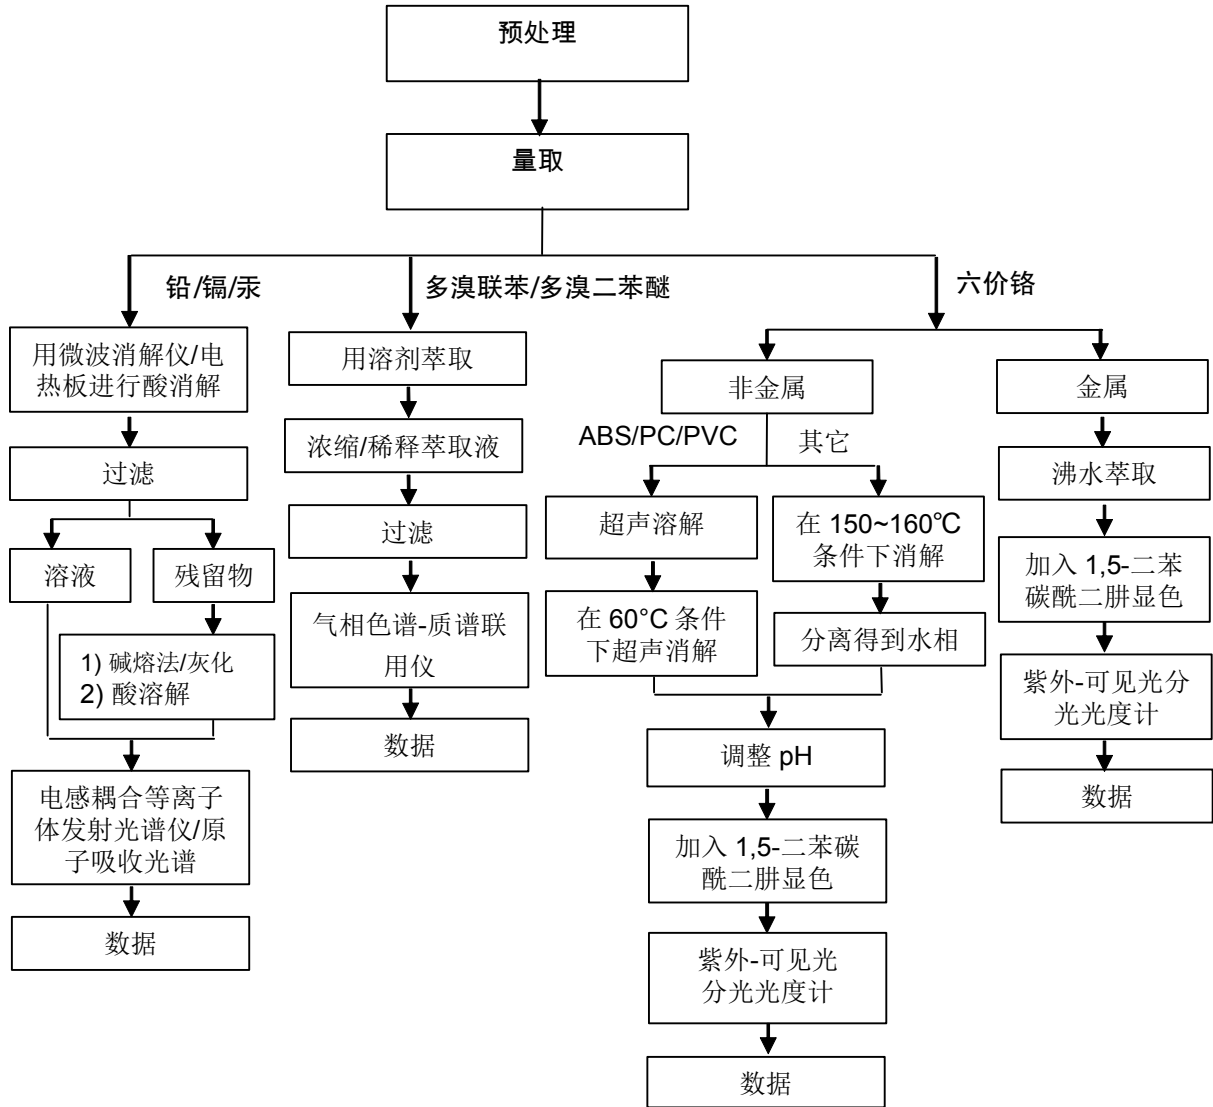 预处理
量取
铅/镉/汞
多溴联苯/多溴二苯醚
六价铬
用微波消解仪/电
热板进行酸消解
过滤
溶液
残留物
1) 碱熔法/灰化
2) 酸溶解
电感耦合等离子
体发射光谱仪/原
子吸收光谱
数据
用溶剂萃取
浓缩/稀释萃取液
过滤
气相色谱-质谱联
用仪
数据
非金属
ABS/PC/PVC
其它
超声溶解
在 60°C 条件
下超声消解
在 150~160℃
条件下消解
分离得到水相
调整 pH
加入 1,5-二苯碳
酰二肼显色
紫外-可见光
分光光度计
数据
金属
沸水萃取
加入 1,5-二苯
碳酰二肼显色
紫外-可见光分
光光度计
数据